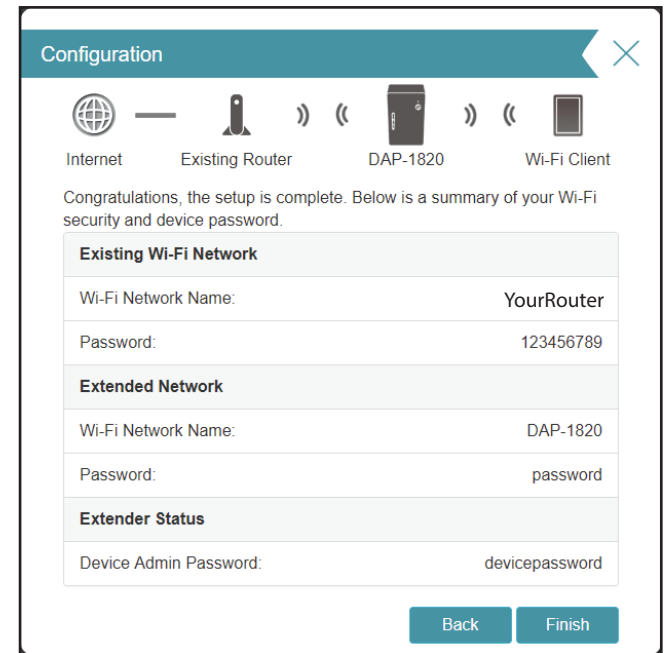 Configuration
Internet Existing Router DAP-1820 Wi-Fi Client
Congratulations, the setup is complete. Below is a summary of your Wi-Fi
security and device password.
Existing Wi-Fi Network
Wi-Fi Network Name: YourRouter
Password: 123456789
Extended Network
Wi-Fi Network Name: DAP-1820
Password: password
Extender Status
Device Admin Password: devicepassword
Back Finish